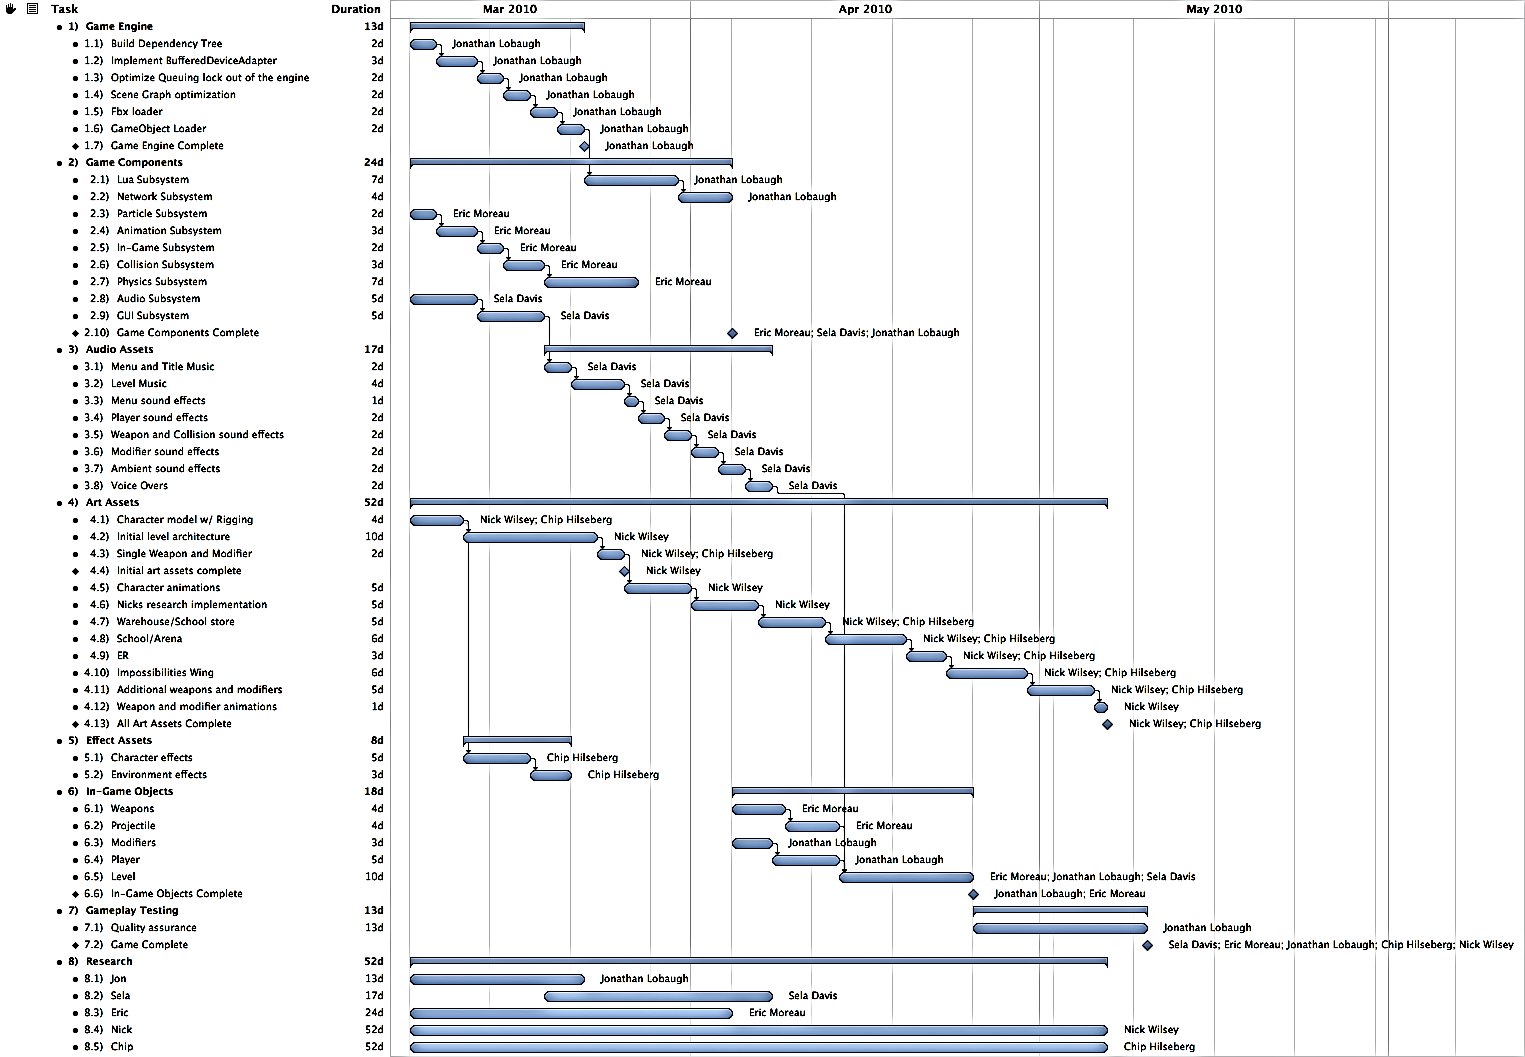 Task Duration Mar 2010 Apr 2010 May 2010
1) Game Engine 13d
1.1) Build Dependency Tree 2d Jonathan Lobaugh
1.2) Implement BufferedDeviceAdapter 3d Jonathan Lobaugh
1.3) Optimize Queuing lock out of the engine 2d Jonathan Lobaugh
1.4) Scene Graph optimization 2d Jonathan Lobaugh
1.5) Fbx loader 2d Jonathan Lobaugh
1.6) GameObject Loader 2d Jonathan Lobaugh
1.7) Game Engine Complete Jonathan Lobaugh
2) Game Components 24d
2.1) Lua Subsystem 7d Jonathan Lobaugh
2.2) Network Subsystem 4d Jonathan Lobaugh
2.3) Particle Subsystem 2d Eric Moreau
2.4) Animation Subsystem 3d Eric Moreau
2.5) In-Game Subsystem 2d Eric Moreau
2.6) Collision Subsystem 3d Eric Moreau
2.7) Physics Subsystem 7d Eric Moreau
2.8) Audio Subsystem 5d Sela Davis
2.9) GUI Subsystem 5d Sela Davis
2.10) Game Components Complete Eric Moreau; Sela Davis; Jonathan Lobaugh
3) Audio Assets 17d
3.1) Menu and Title Music 2d Sela Davis
3.2) Level Music 4d Sela Davis
3.3) Menu sound effects 1d Sela Davis
3.4) Player sound effects 2d Sela Davis
3.5) Weapon and Collision sound effects 2d Sela Davis
3.6) Modifier sound effects 2d Sela Davis
3.7) Ambient sound effects 2d Sela Davis
3.8) Voice Overs 2d Sela Davis
4) Art Assets 52d
4.1) Character model w/ Rigging 4d Nick Wilsey; Chip Hilseberg
4.2) Initial level architecture 10d Nick Wilsey
4.3) Single Weapon and Modifier 2d Nick Wilsey; Chip Hilseberg
4.4) Initial art assets complete Nick Wilsey
4.5) Character animations 5d Nick Wilsey
4.6) Nicks research implementation 5d Nick Wilsey
4.7) Warehouse/School store 5d Nick Wilsey; Chip Hilseberg
4.8) School/Arena 6d Nick Wilsey; Chip Hilseberg
4.9) ER 3d Nick Wilsey; Chip Hilseberg
4.10) Impossibilities Wing 6d Nick Wilsey; Chip Hilseberg
4.11) Additional weapons and modifiers 5d Nick Wilsey; Chip Hilseberg
4.12) Weapon and modifier animations 1d Nick Wilsey
4.13) All Art Assets Complete Nick Wilsey; Chip Hilseberg
5) Effect Assets 8d
5.1) Character effects 5d Chip Hilseberg
5.2) Environment effects 3d Chip Hilseberg
6) In-Game Objects 18d
6.1) Weapons 4d Eric Moreau
6.2) Projectile 4d Eric Moreau
6.3) Modifiers 3d Jonathan Lobaugh
6.4) Player 5d Jonathan Lobaugh
6.5) Level 10d Eric Moreau; Jonathan Lobaugh; Sela Davis
6.6) In-Game Objects Complete Jonathan Lobaugh; Eric Moreau
7) Gameplay Testing 13d
7.1) Quality assurance 13d Jonathan Lobaugh
7.2) Game Complete Sela Davis; Eric Moreau; Jonathan Lobaugh; Chip Hilseberg; Nick Wilsey
8) Research 52d
8.1) Jon 13d Jonathan Lobaugh
8.2) Sela 17d Sela Davis
8.3) Eric 24d Eric Moreau
8.4) Nick 52d Nick Wilsey
8.5) Chip 52d Chip Hilseberg